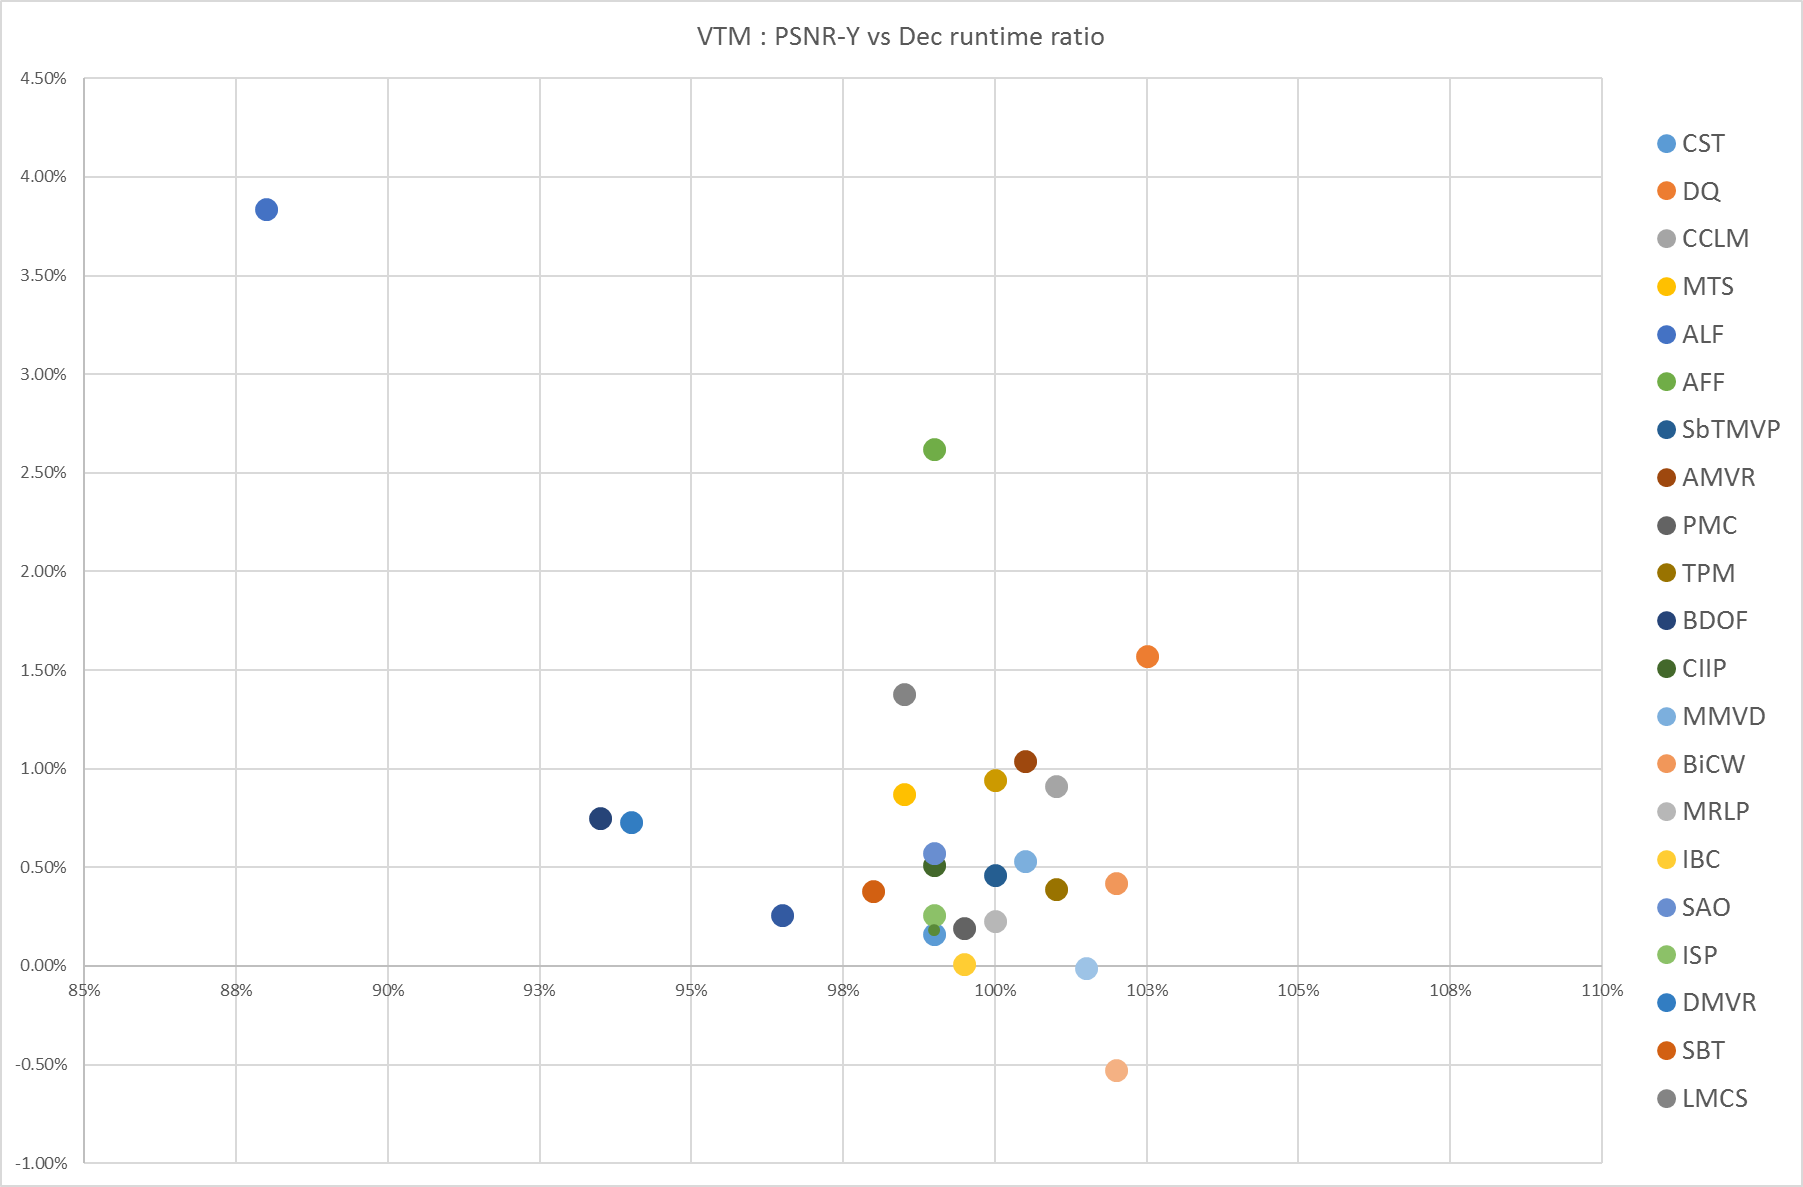 VTM : PSNR-Y vs Dec runtime ratio
4.50%
4.00%
3.50%
3.00%
2.50%
2.00%
1.50%
1.00%
0.50%
0.00%
-0.50%
-1.00%
85% 88% 90% 93% 95% 98% 100% 103% 105% 108% 110%
CST
DQ
CCLM
MTS
ALF
AFF
SbTMVP
AMVR
PMC
TPM
BDOF
CIIP
MMVD
BiCW
MRLP
IBC
SAO
ISP
DMVR
SBT
LMCS